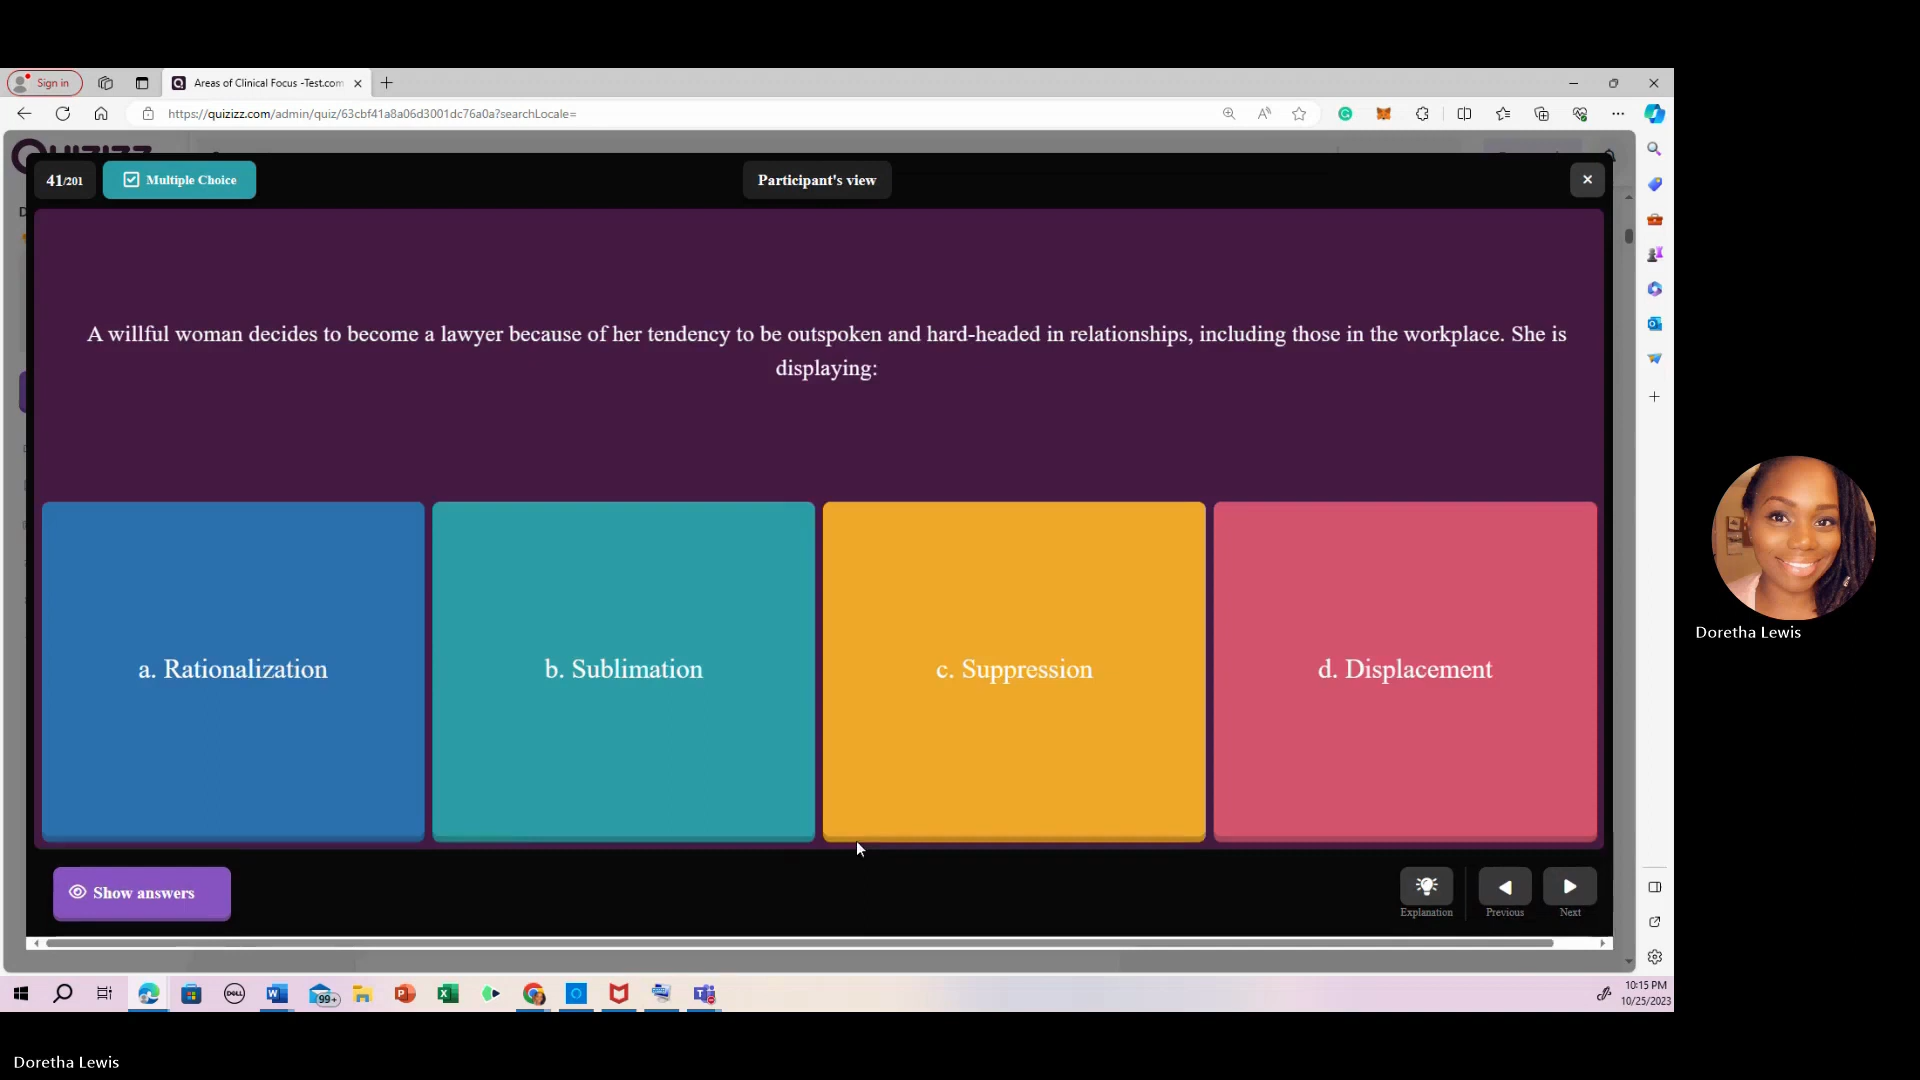 Sign in
Areas of Clinical Focus -Test.com
https://quizizz.com/admin/quiz/63cbf41a8a06d3001dc76a0a?searchLocale=
41/201
Multiple Choice
Participant's view
A willful woman decides to become a lawyer because of her tendency to be outspoken and hard-headed in relationships, including those in the workplace. She is
displaying:
a. Rationalization
b. Sublimation
c. Suppression
d. Displacement
Doretha Lewis
Show answers
Explanation
Previous
Next
DELL
99+
10:15 PM
10/25/2023
Doretha Lewis